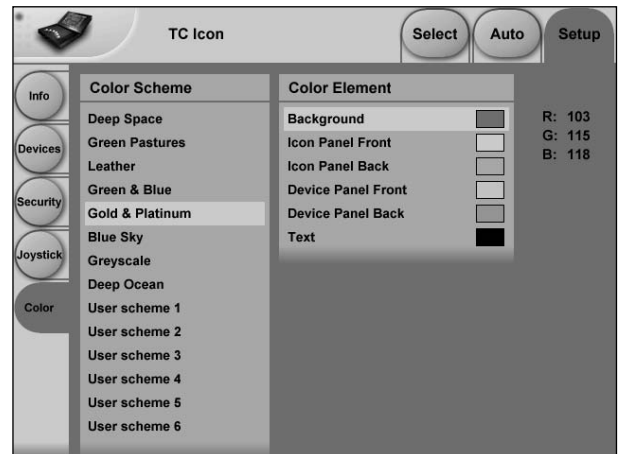 TC Icon
Select
Auto
Setup
Info
Devices
Security
Joystick
Color
Color Scheme
Deep Space
Green Pastures
Leather
Green & Blue
Gold & Platinum
Blue Sky
Greyscale
Deep Ocean
User scheme 1
User scheme 2
User scheme 3
User scheme 4
User scheme 5
User scheme 6
Color Element
Background
Icon Panel Front
Icon Panel Back
Device Panel Front
Device Panel Back
Text
R: 103
G: 115
B: 118